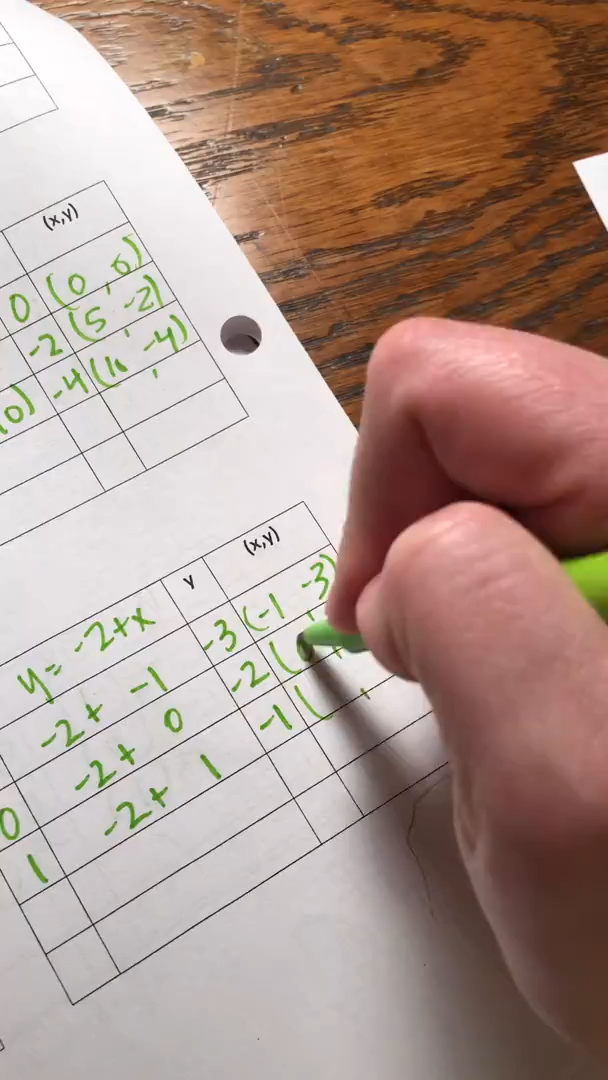 (x,y)
0 (0, 0)
-2 (5, -2)
0) -4 (10, -4)
y (x,y)
y= -2+x
-2+ -1 -3 (-1, -3)
0 -2+ 0 -2 (
1 -2+ 1 -1 ( ,